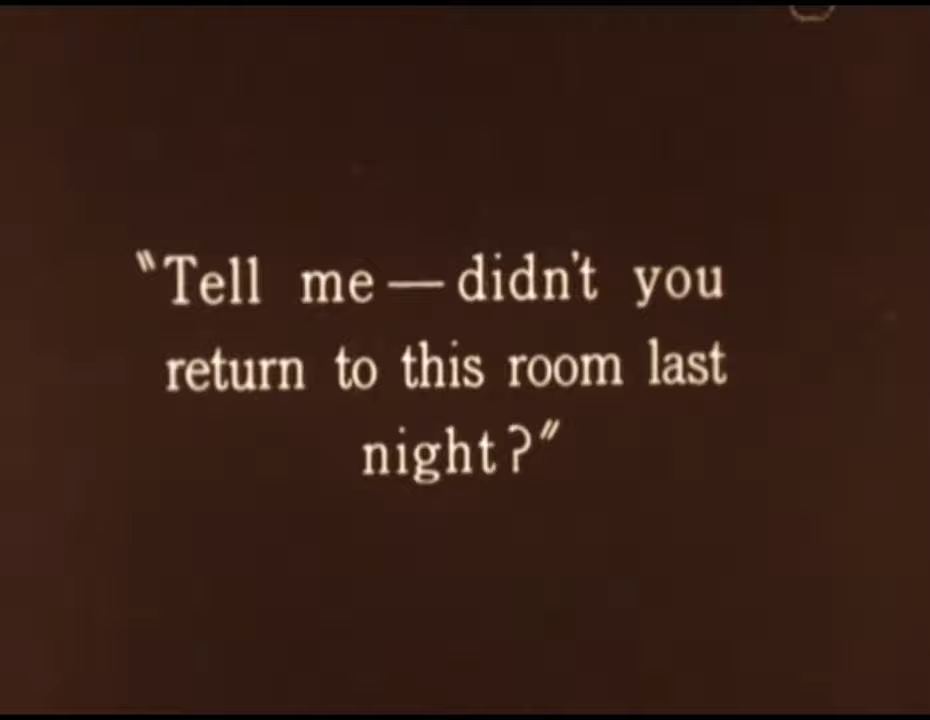 "Tell me — didn't you
return to this room last
night?"